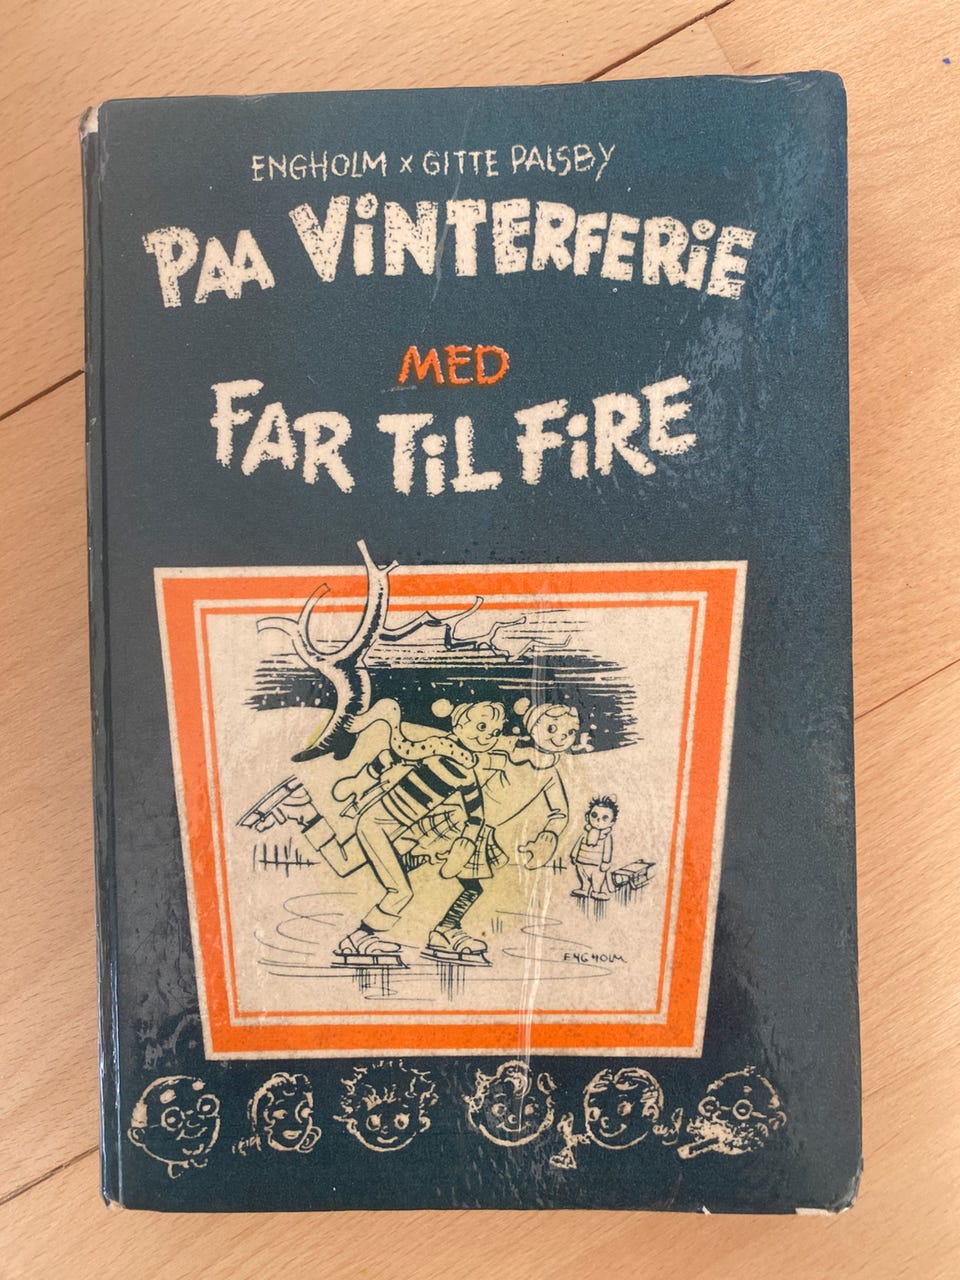 ENGHOLM x GITTE PALSBY
PAA VINTERFERIE
MED
FAR TIL FIRE
ENGHOLM